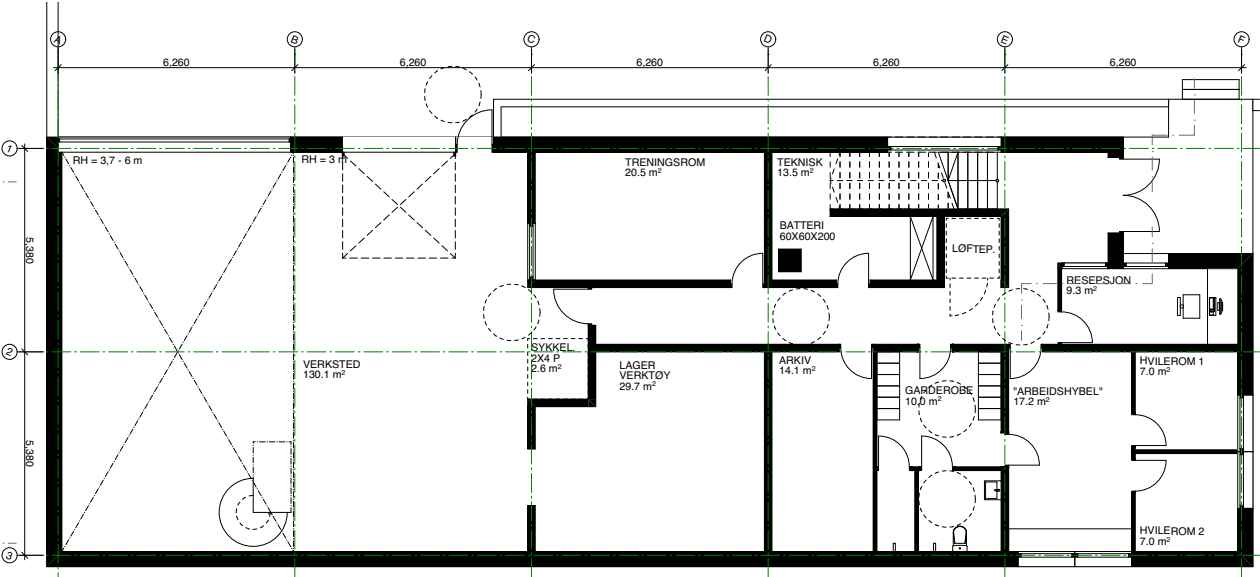 A
B
C
D
E
F
6,260
6,260
6,260
6,260
6,260
1
RH = 3,7 - 6 m
RH = 3 m
TRENINGSROM
20.5 m²
TEKNISK
13.5 m²
BATTERI
60X60X200
LØFTEP.
5,380
RESEPSJON
9.3 m²
2
SYKKEL
2X4 P
2.6 m²
VERKSTED
130.1 m²
LAGER
VERKTØY
29.7 m²
ARKIV
14.1 m²
GARDEROBE
10.0 m²
"ARBEIDSHYBEL"
17.2 m²
HVILEROM 1
7.0 m²
5,380
HVILEROM 2
7.0 m²
3